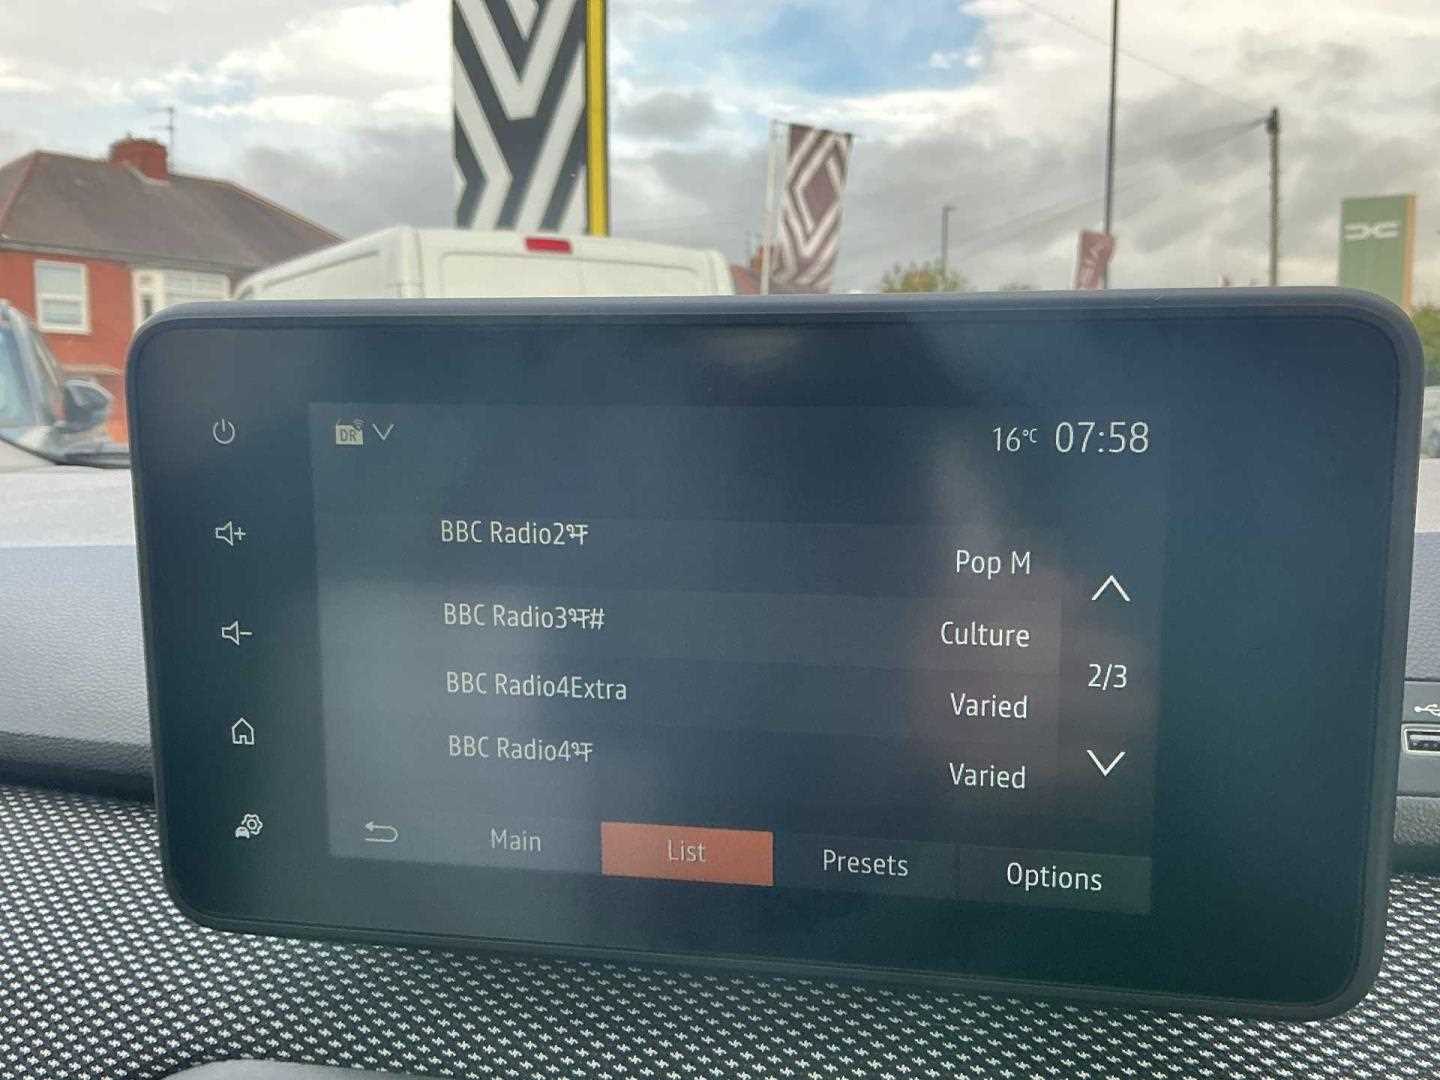 DR
16°C 07:58
BBC Radio2
Pop M
BBC Radio3
Culture
BBC Radio4Extra
Varied
2/3
BBC Radio4
Varied
Main
List
Presets
Options